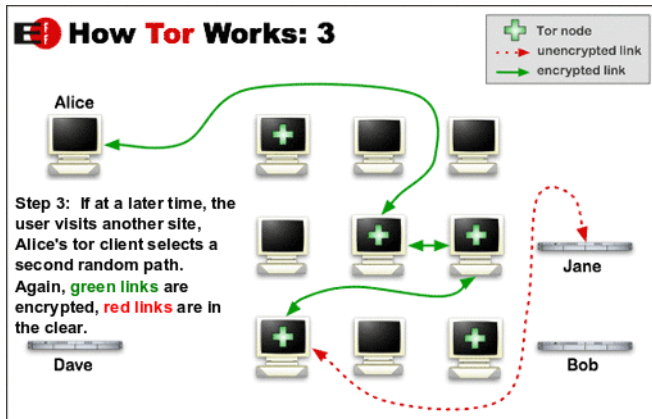 EFF How Tor Works: 3
Tor node
unencrypted link
encrypted link
Alice
Step 3: If at a later time, the
user visits another site,
Alice's tor client selects a
second random path.
Again, green links are
encrypted, red links are in
the clear.
Jane
Dave
Bob